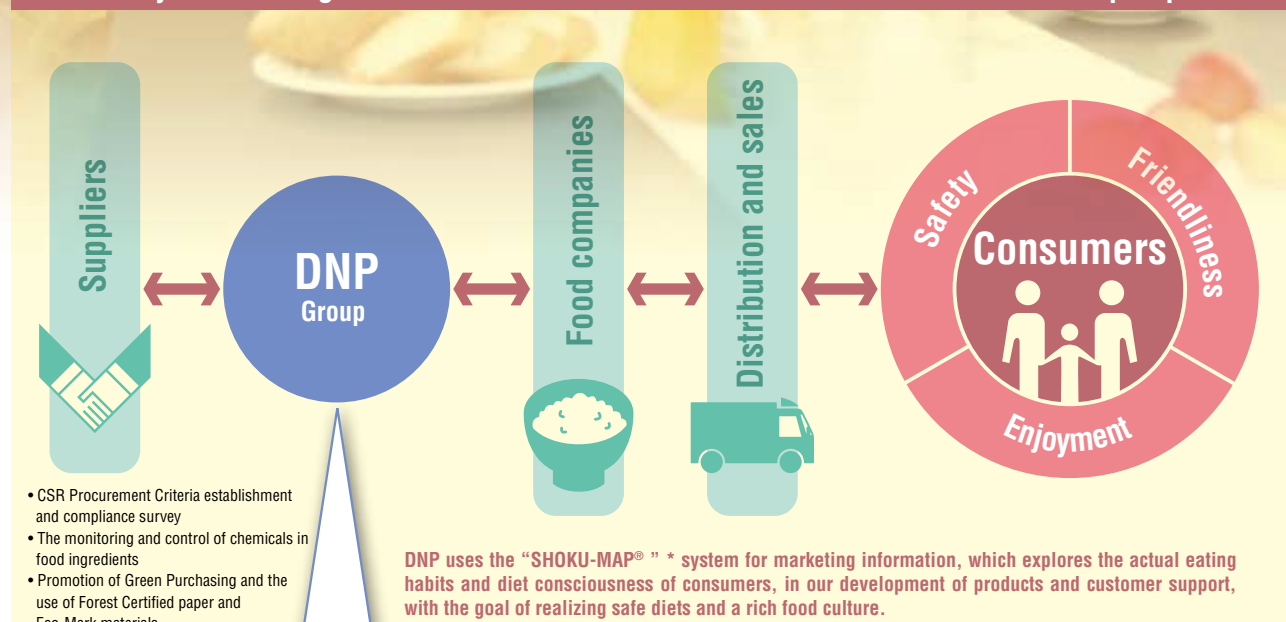 Suppliers
DNP
Group
Food companies
Distribution and sales
Safety
Friendliness
Enjoyment
Consumers
• CSR Procurement Criteria establishment
and compliance survey
• The monitoring and control of chemicals in
food ingredients
• Promotion of Green Purchasing and the
use of Forest Certified paper and
Eco-Mark materials
DNP uses the “SHOKU-MAP® ” * system for marketing information, which explores the actual eating
habits and diet consciousness of consumers, in our development of products and customer support,
with the goal of realizing safe diets and a rich food culture.